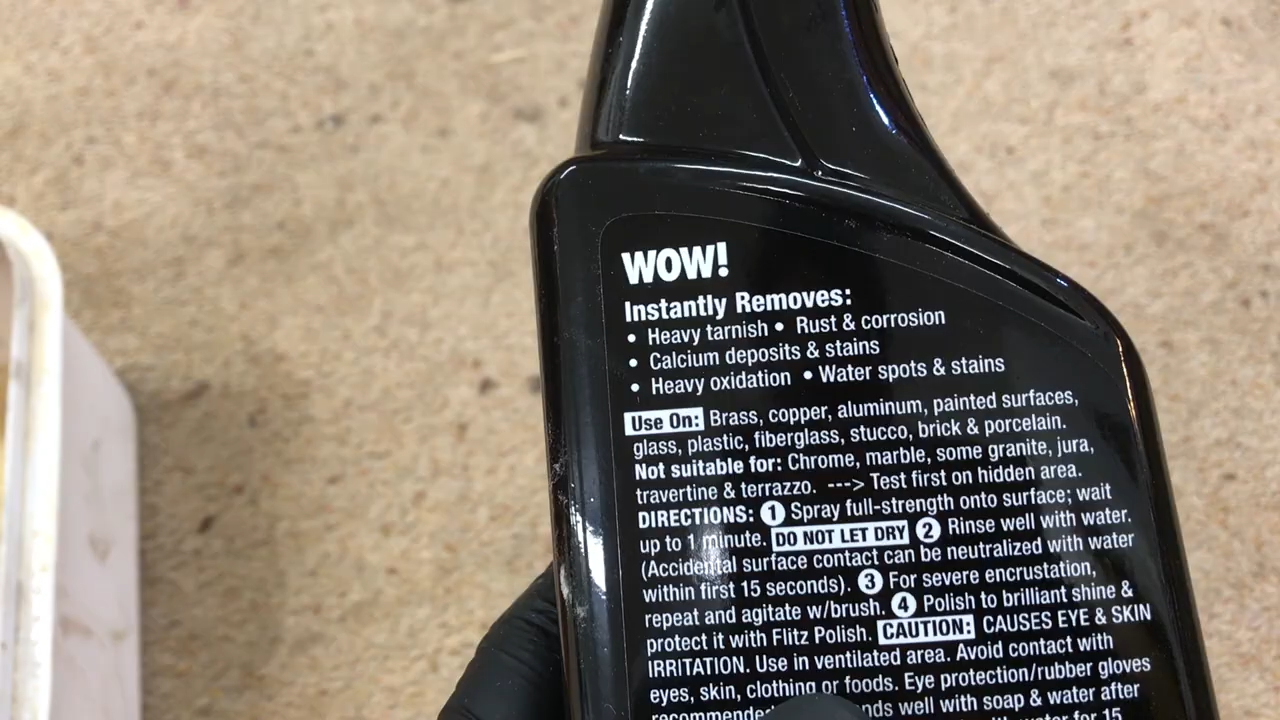 WOW!
Instantly Removes:
• Heavy tarnish • Rust & corrosion
• Calcium deposits & stains
• Heavy oxidation • Water spots & stains
Use On: Brass, copper, aluminum, painted surfaces,
glass, plastic, fiberglass, stucco, brick & porcelain.
Not suitable for: Chrome, marble, some granite, jura,
travertine & terrazzo. ---> Test first on hidden area.
DIRECTIONS: 1 Spray full-strength onto surface; wait
up to 1 minute. DO NOT LET DRY 2 Rinse well with water.
(Accidental surface contact can be neutralized with water
within first 15 seconds). 3 For severe encrustation,
repeat and agitate w/brush. 4 Polish to brilliant shine &
protect it with Flitz Polish. CAUTION: CAUSES EYE & SKIN
IRRITATION. Use in ventilated area. Avoid contact with
eyes, skin, clothing or foods. Eye protection/rubber gloves
recommended well with soap & water after
water for 15